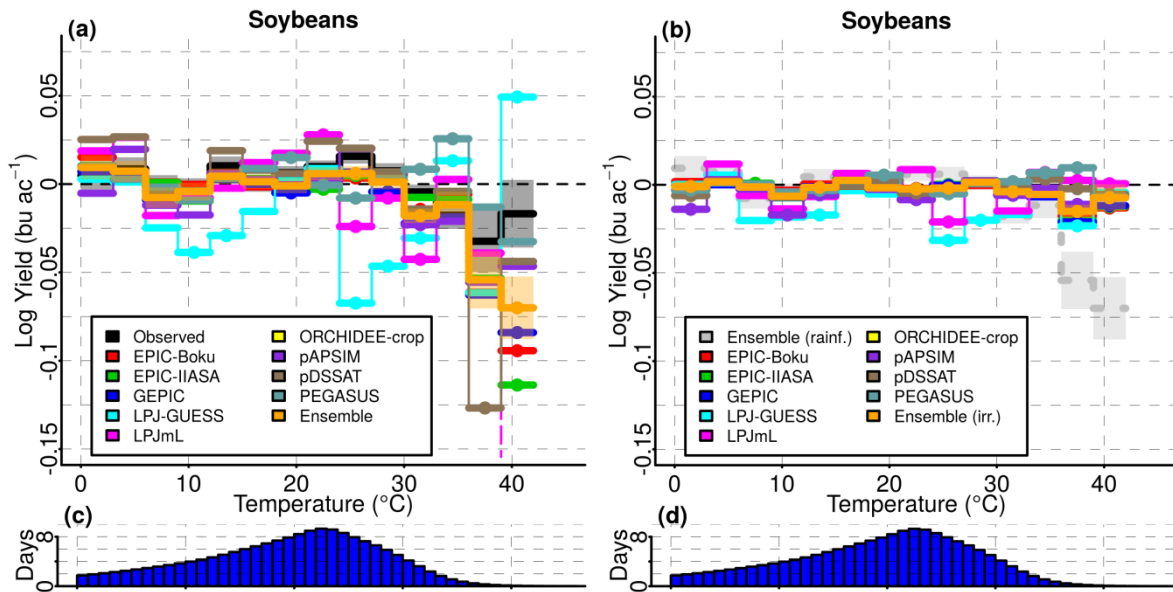 Soybeans
(a)
Log Yield (bu ac⁻¹)
0.05
0
-0.05
-0.1
-0.15
Observed
EPIC-Boku
EPIC-IIASA
GEPIC
LPJ-GUESS
LPJmL
ORCHIDEE-crop
pAPSIM
pDSSAT
PEGASUS
Ensemble
0 10 20 30 40
Temperature (°C)
Soybeans
(b)
Log Yield (bu ac⁻¹)
0.05
0
-0.05
-0.1
-0.15
Ensemble (rainf.)
EPIC-Boku
EPIC-IIASA
GEPIC
LPJ-GUESS
LPJmL
ORCHIDEE-crop
pAPSIM
pDSSAT
PEGASUS
Ensemble (irr.)
0 10 20 30 40
Temperature (°C)
(c)
Days
0 8
(d)
Days
0 8